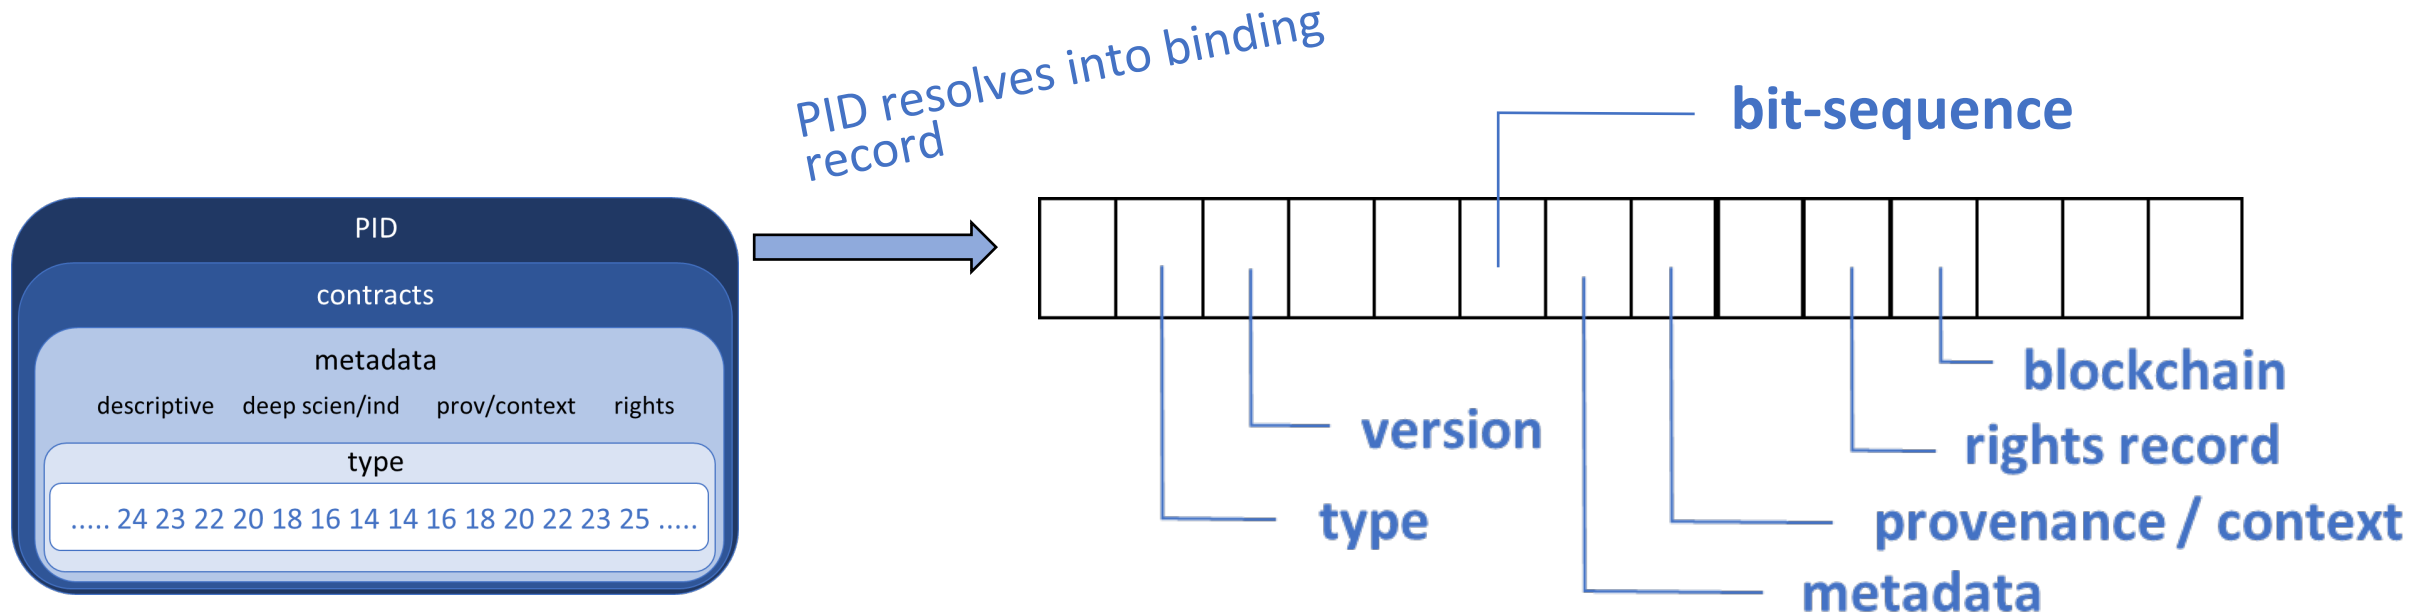 PID resolves into binding
record
bit-sequence
PID
contracts
metadata
descriptive deep scien/ind prov/context rights
type
..... 24 23 22 20 18 16 14 14 16 18 20 22 23 25 .....
blockchain
version
rights record
type
provenance / context
metadata